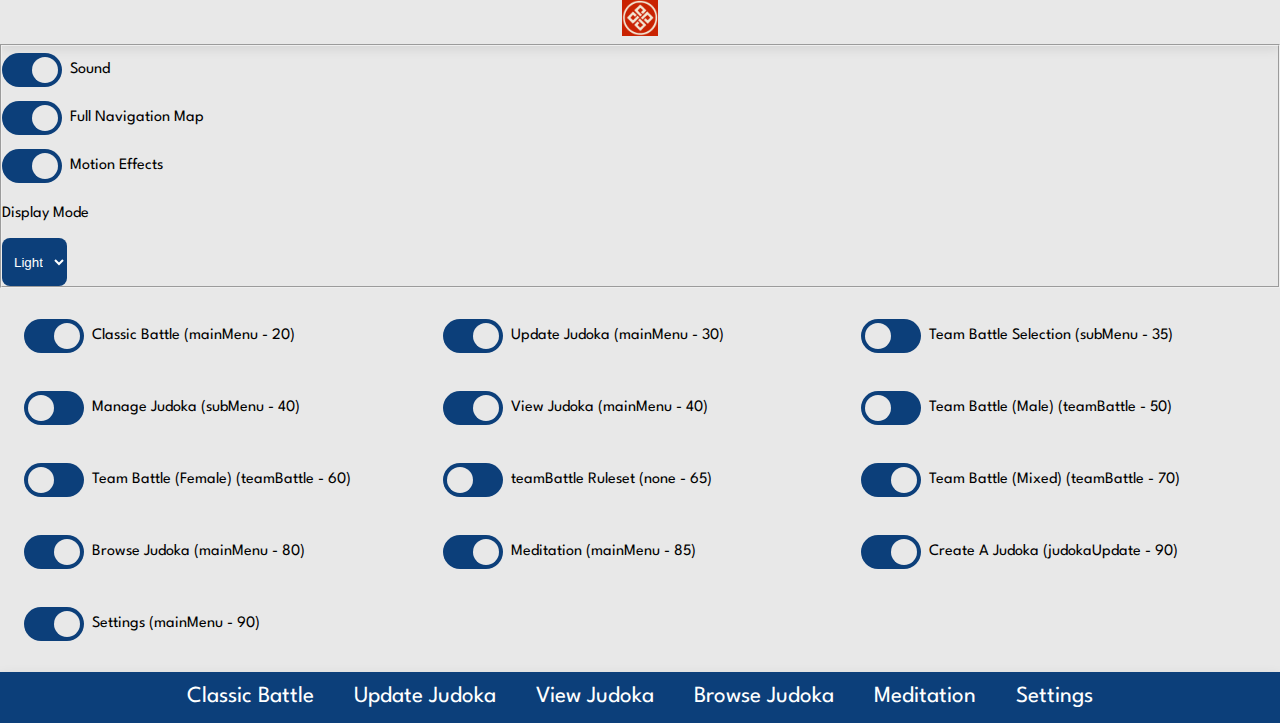 Sound
Full Navigation Map
Motion Effects
Display Mode
Light
Classic Battle (mainMenu - 20) Update Judoka (mainMenu - 30) Team Battle Selection (subMenu - 35)
Manage Judoka (subMenu - 40) View Judoka (mainMenu - 40) Team Battle (Male) (teamBattle - 50)
Team Battle (Female) (teamBattle - 60) teamBattle Ruleset (none - 65) Team Battle (Mixed) (teamBattle - 70)
Browse Judoka (mainMenu - 80) Meditation (mainMenu - 85) Create A Judoka (judokaUpdate - 90)
Settings (mainMenu - 90)
Classic Battle Update Judoka View Judoka Browse Judoka Meditation Settings